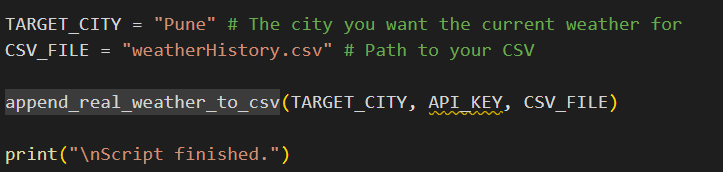 TARGET_CITY = "Pune" # The city you want the current weather for
CSV_FILE = "weatherHistory.csv" # Path to your CSV
append_real_weather_to_csv(TARGET_CITY, API_KEY, CSV_FILE)
print("\nScript finished.")